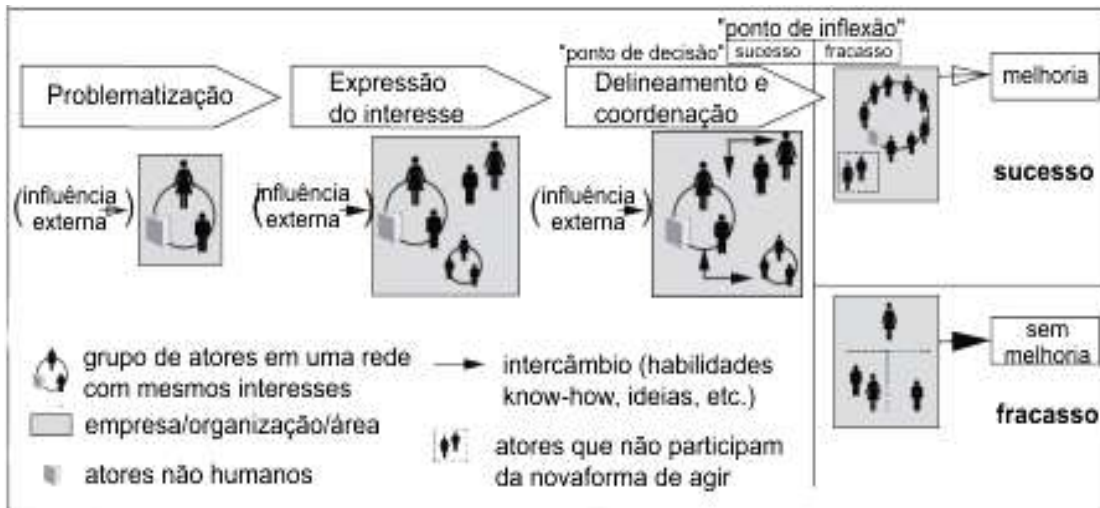 "ponto de inflexão"
"ponto de decisão"
sucesso
fracasso
Problematização
Expressão
do interesse
Delineamento e
coordenação
melhoria
sucesso
(influência
externa)
(influência
externa)
(influência
externa)
sem
melhoria
fracasso
grupo de atores em uma rede
com mesmos interesses
empresa/organização/área
atores não humanos
intercâmbio (habilidades
know-how, ideias, etc.)
atores que não participam
da novaforma de agir